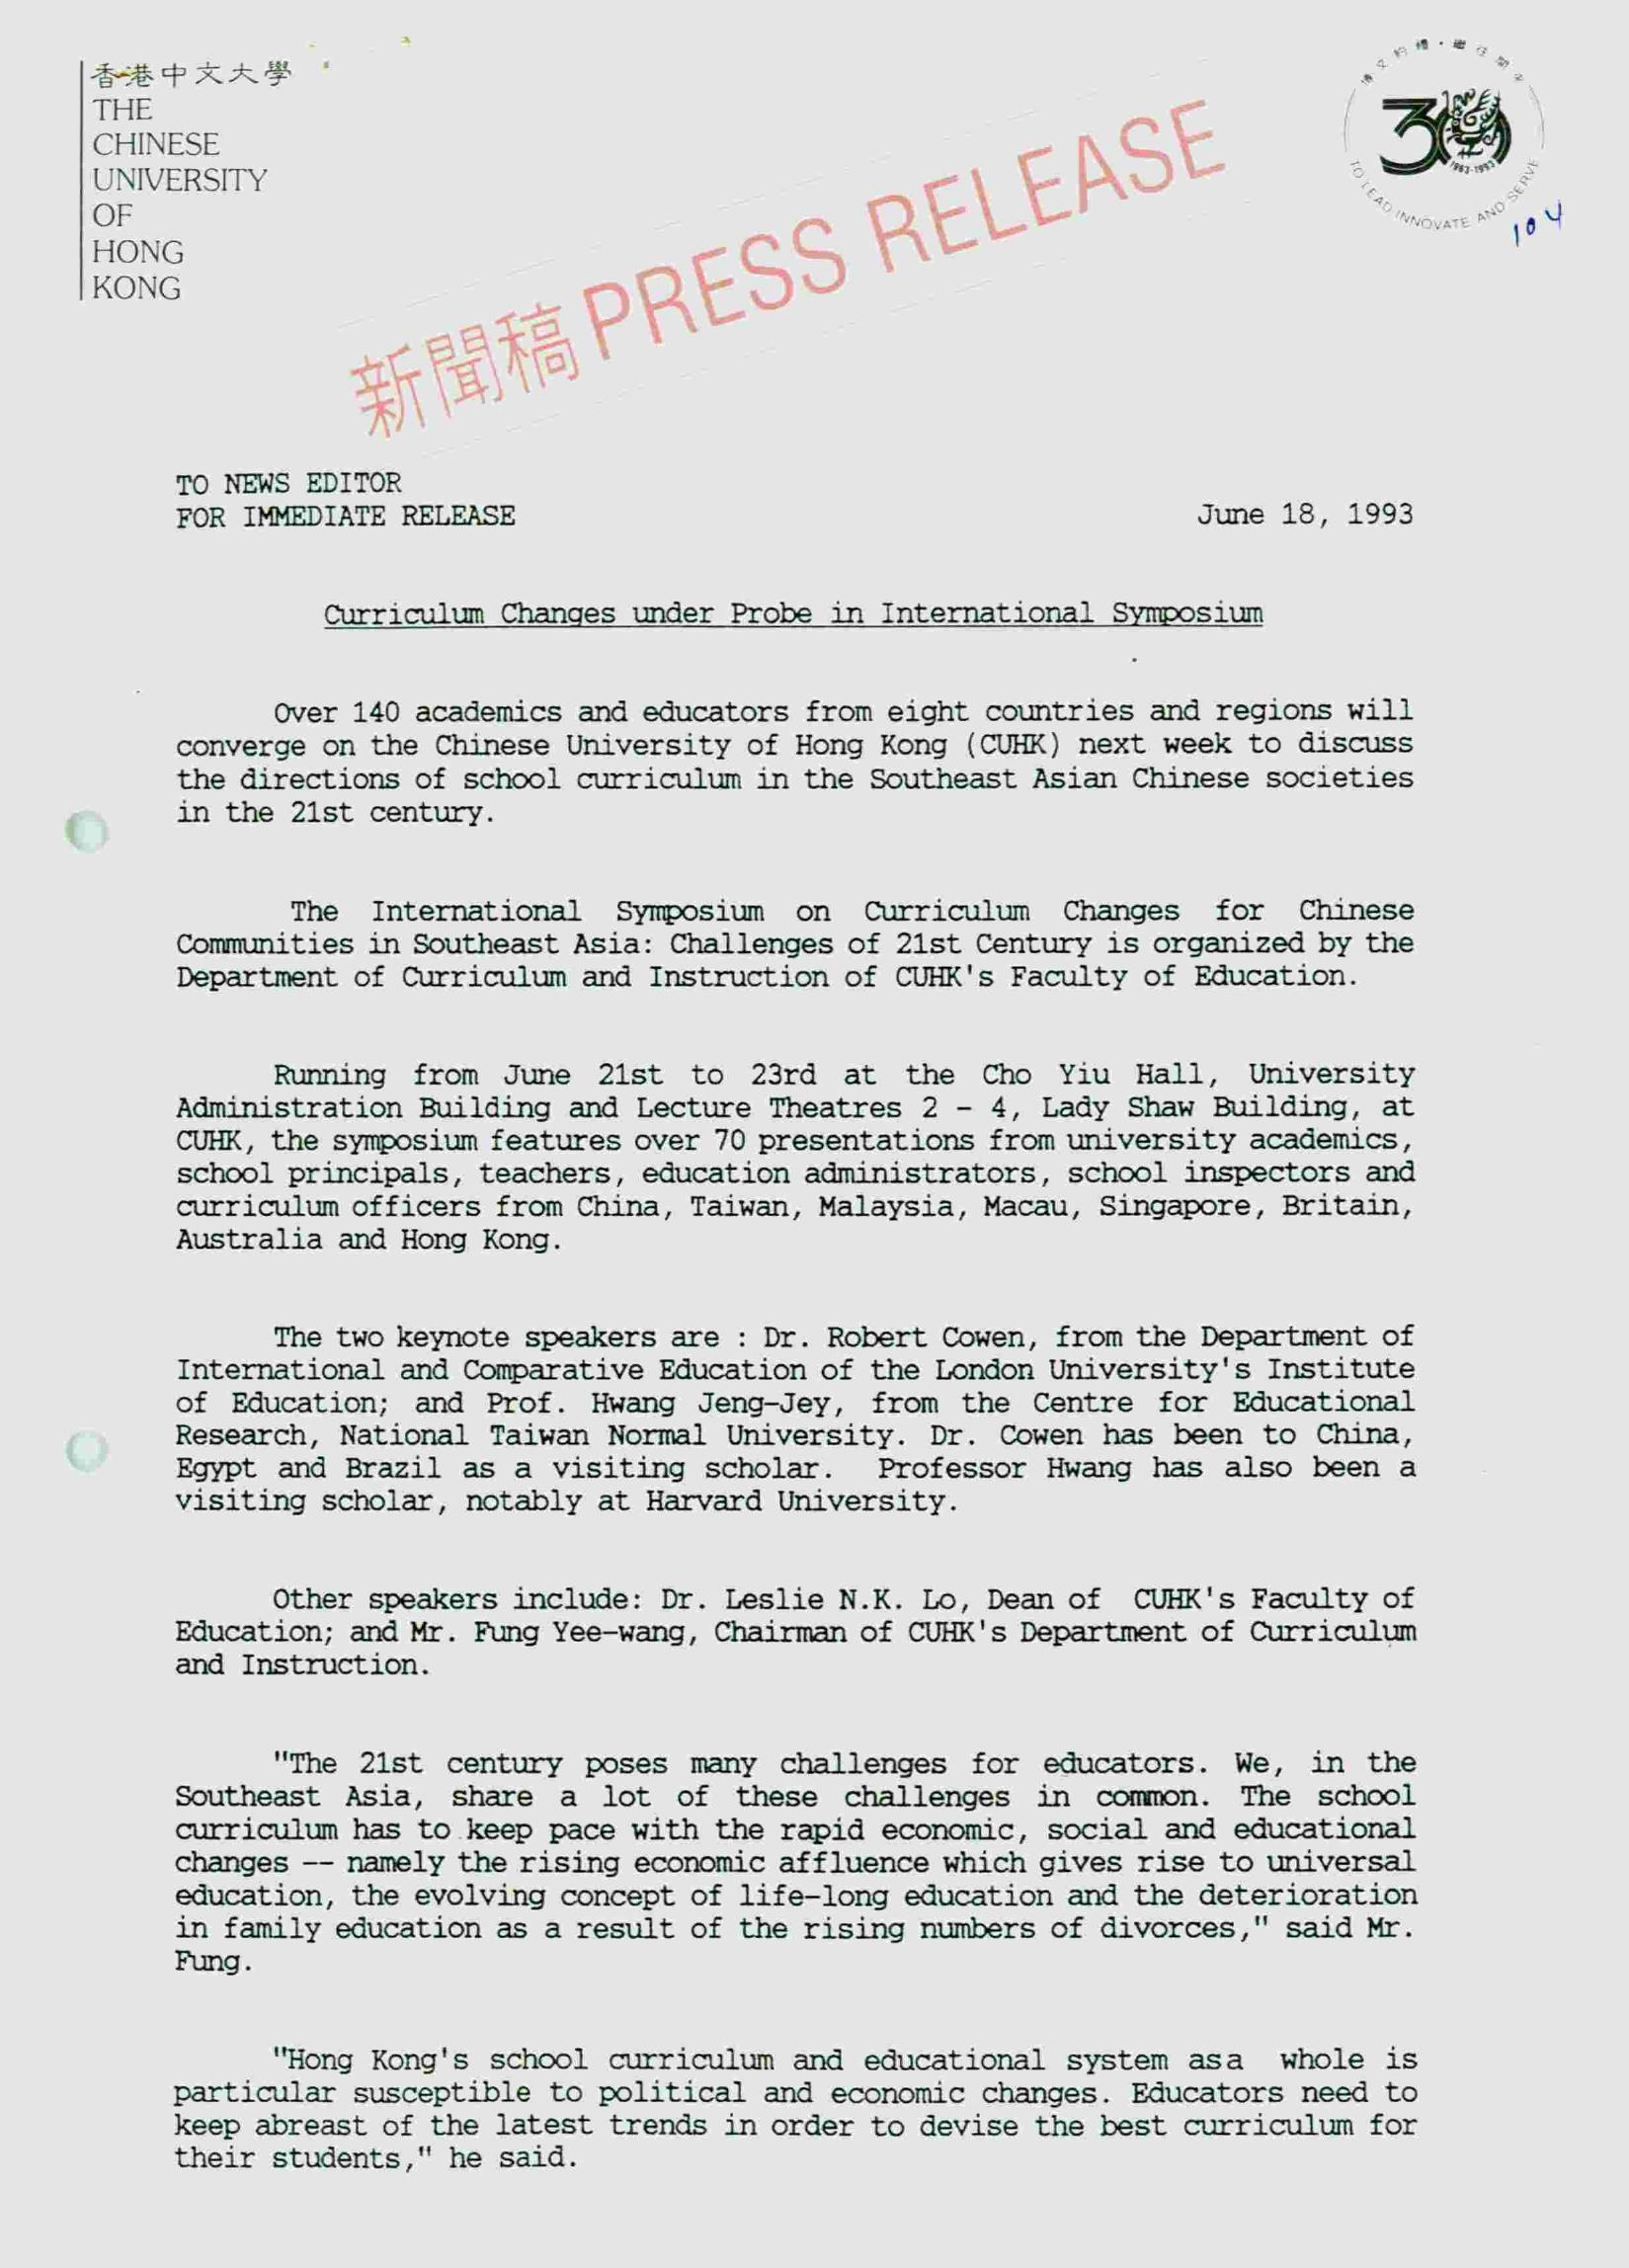 香港中文大學
THE
CHINESE
UNIVERSITY
OF
HONG
KONG
博文約禮·繼往開來
30
1963-1993
TO LEAD INNOVATE AND SERVE
104
新聞稿 PRESS RELEASE
TO NEWS EDITOR
FOR IMMEDIATE RELEASE
June 18, 1993
Curriculum Changes under Probe in International Symposium
Over 140 academics and educators from eight countries and regions will
converge on the Chinese University of Hong Kong (CUHK) next week to discuss
the directions of school curriculum in the Southeast Asian Chinese societies
in the 21st century.
The International Symposium on Curriculum Changes for Chinese
Communities in Southeast Asia: Challenges of 21st Century is organized by the
Department of Curriculum and Instruction of CUHK's Faculty of Education.
Running from June 21st to 23rd at the Cho Yiu Hall, University
Administration Building and Lecture Theatres 2 - 4, Lady Shaw Building, at
CUHK, the symposium features over 70 presentations from university academics,
school principals, teachers, education administrators, school inspectors and
curriculum officers from China, Taiwan, Malaysia, Macau, Singapore, Britain,
Australia and Hong Kong.
The two keynote speakers are : Dr. Robert Cowen, from the Department of
International and Comparative Education of the London University's Institute
of Education; and Prof. Hwang Jeng-Jey, from the Centre for Educational
Research, National Taiwan Normal University. Dr. Cowen has been to China,
Egypt and Brazil as a visiting scholar. Professor Hwang has also been a
visiting scholar, notably at Harvard University.
Other speakers include: Dr. Leslie N.K. Lo, Dean of CUHK's Faculty of
Education; and Mr. Fung Yee-wang, Chairman of CUHK's Department of Curriculum
and Instruction.
"The 21st century poses many challenges for educators. We, in the
Southeast Asia, share a lot of these challenges in common. The school
curriculum has to keep pace with the rapid economic, social and educational
changes -- namely the rising economic affluence which gives rise to universal
education, the evolving concept of life-long education and the deterioration
in family education as a result of the rising numbers of divorces," said Mr.
Fung.
"Hong Kong's school curriculum and educational system asa whole is
particular susceptible to political and economic changes. Educators need to
keep abreast of the latest trends in order to devise the best curriculum for
their students," he said.